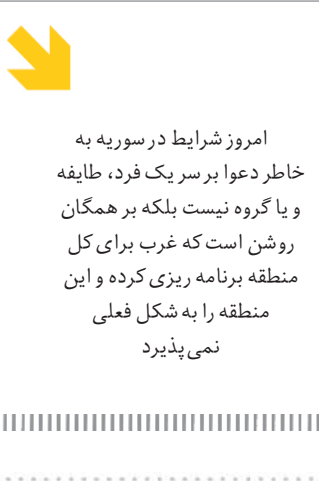 امروز شرایط در سوریه به
خاطر دعوا بر سر یک فرد، طایفه
و یا گروه نیست بلکه بر همگان
روشن است که غرب برای کل
منطقه برنامه ریزی کرده و این
منطقه را به شکل فعلی
نمی‌پذیرد